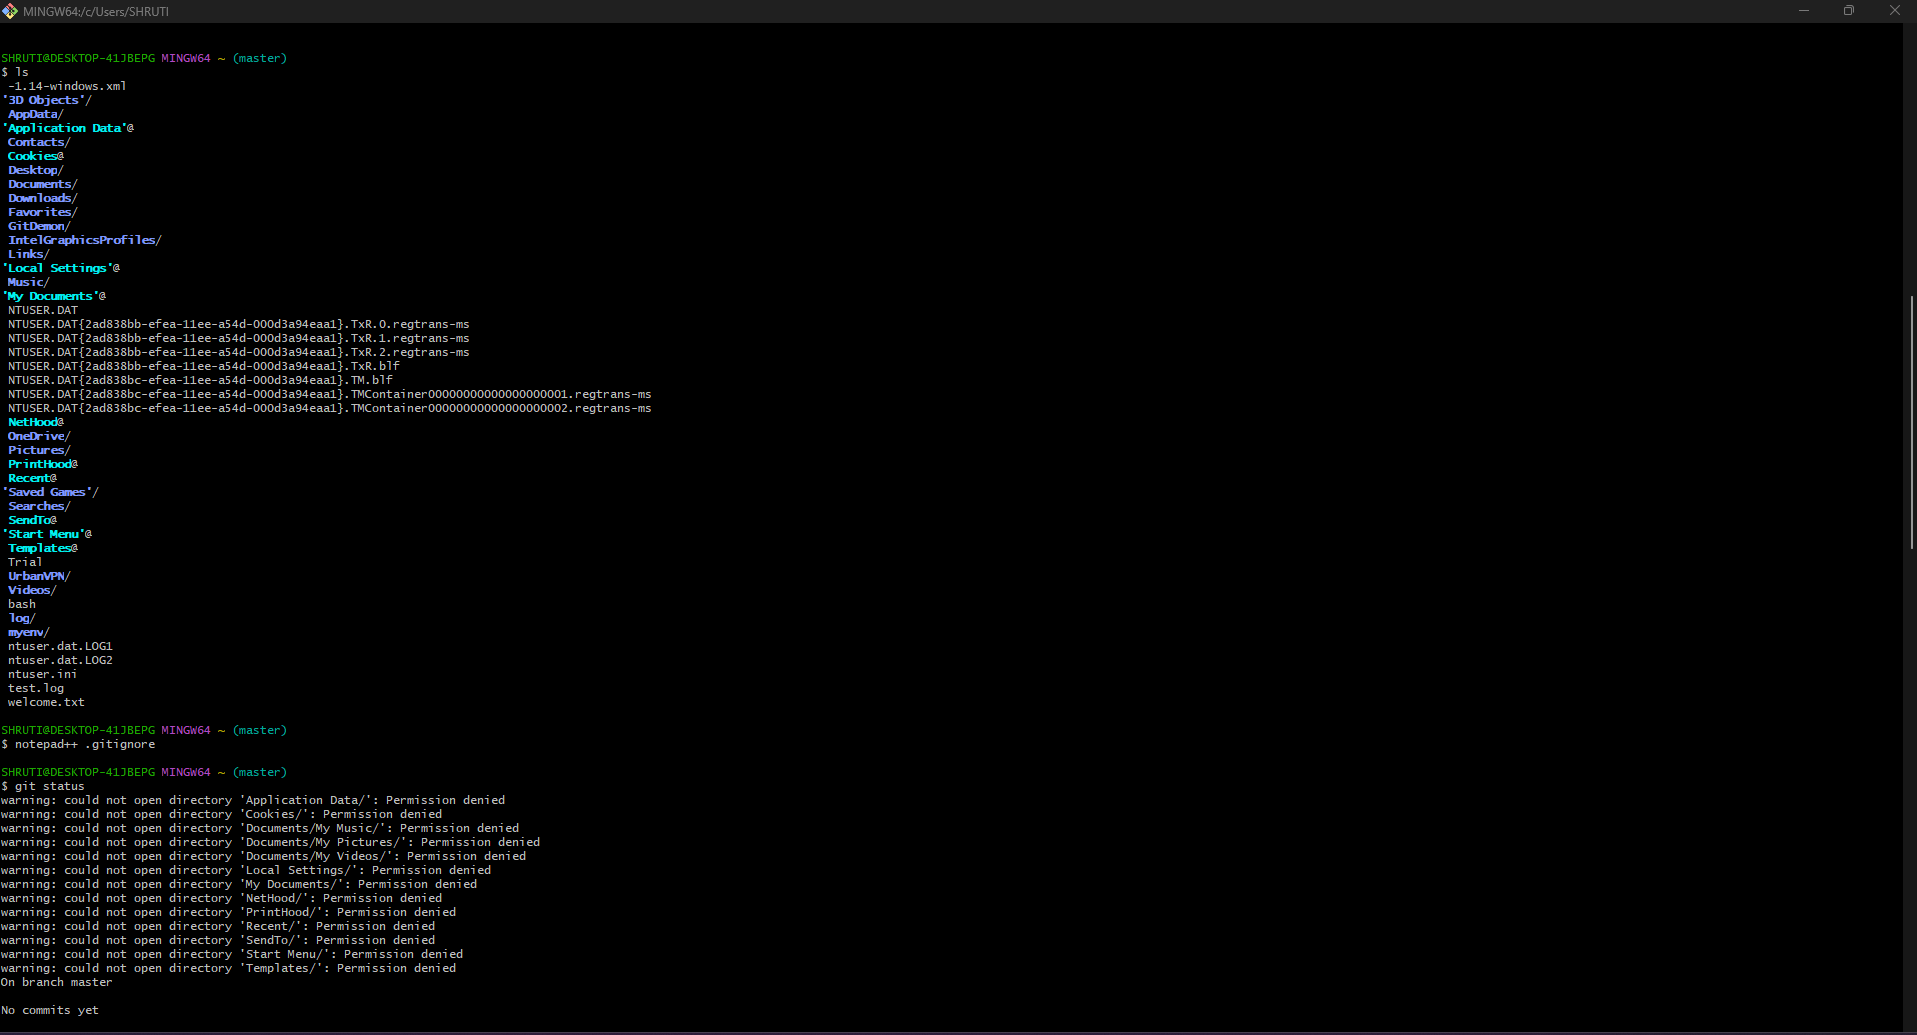 MINGW64:/c/Users/SHRUTI
SHRUTI@DESKTOP-41JBEPG MINGW64 ~ (master)
$ ls
-1.14-windows.xml
'3D Objects'/
AppData/
'Application Data'@
Contacts/
Cookies@
Desktop/
Documents/
Downloads/
Favorites/
GitDemon/
IntelGraphicsProfiles/
Links/
'Local Settings'@
Music/
'My Documents'@
NTUSER.DAT
NTUSER.DAT{2ad838bb-efea-11ee-a54d-000d3a94eaa1}.TxR.0.regtrans-ms
NTUSER.DAT{2ad838bb-efea-11ee-a54d-000d3a94eaa1}.TxR.1.regtrans-ms
NTUSER.DAT{2ad838bb-efea-11ee-a54d-000d3a94eaa1}.TxR.2.regtrans-ms
NTUSER.DAT{2ad838bb-efea-11ee-a54d-000d3a94eaa1}.TxR.blf
NTUSER.DAT{2ad838bc-efea-11ee-a54d-000d3a94eaa1}.TM.blf
NTUSER.DAT{2ad838bc-efea-11ee-a54d-000d3a94eaa1}.TMContainer00000000000000000001.regtrans-ms
NTUSER.DAT{2ad838bc-efea-11ee-a54d-000d3a94eaa1}.TMContainer00000000000000000002.regtrans-ms
NetHood@
OneDrive/
Pictures/
PrintHood@
Recent@
'Saved Games'/
Searches/
SendTo@
'Start Menu'@
Templates@
Trial
UrbanVPN/
Videos/
bash
log/
myenv/
ntuser.dat.LOG1
ntuser.dat.LOG2
ntuser.ini
test.log
welcome.txt
SHRUTI@DESKTOP-41JBEPG MINGW64 ~ (master)
$ notepad++ .gitignore
SHRUTI@DESKTOP-41JBEPG MINGW64 ~ (master)
$ git status
warning: could not open directory 'Application Data/': Permission denied
warning: could not open directory 'Cookies/': Permission denied
warning: could not open directory 'Documents/My Music/': Permission denied
warning: could not open directory 'Documents/My Pictures/': Permission denied
warning: could not open directory 'Documents/My Videos/': Permission denied
warning: could not open directory 'Local Settings/': Permission denied
warning: could not open directory 'My Documents/': Permission denied
warning: could not open directory 'NetHood/': Permission denied
warning: could not open directory 'PrintHood/': Permission denied
warning: could not open directory 'Recent/': Permission denied
warning: could not open directory 'SendTo/': Permission denied
warning: could not open directory 'Start Menu/': Permission denied
warning: could not open directory 'Templates/': Permission denied
On branch master
No commits yet